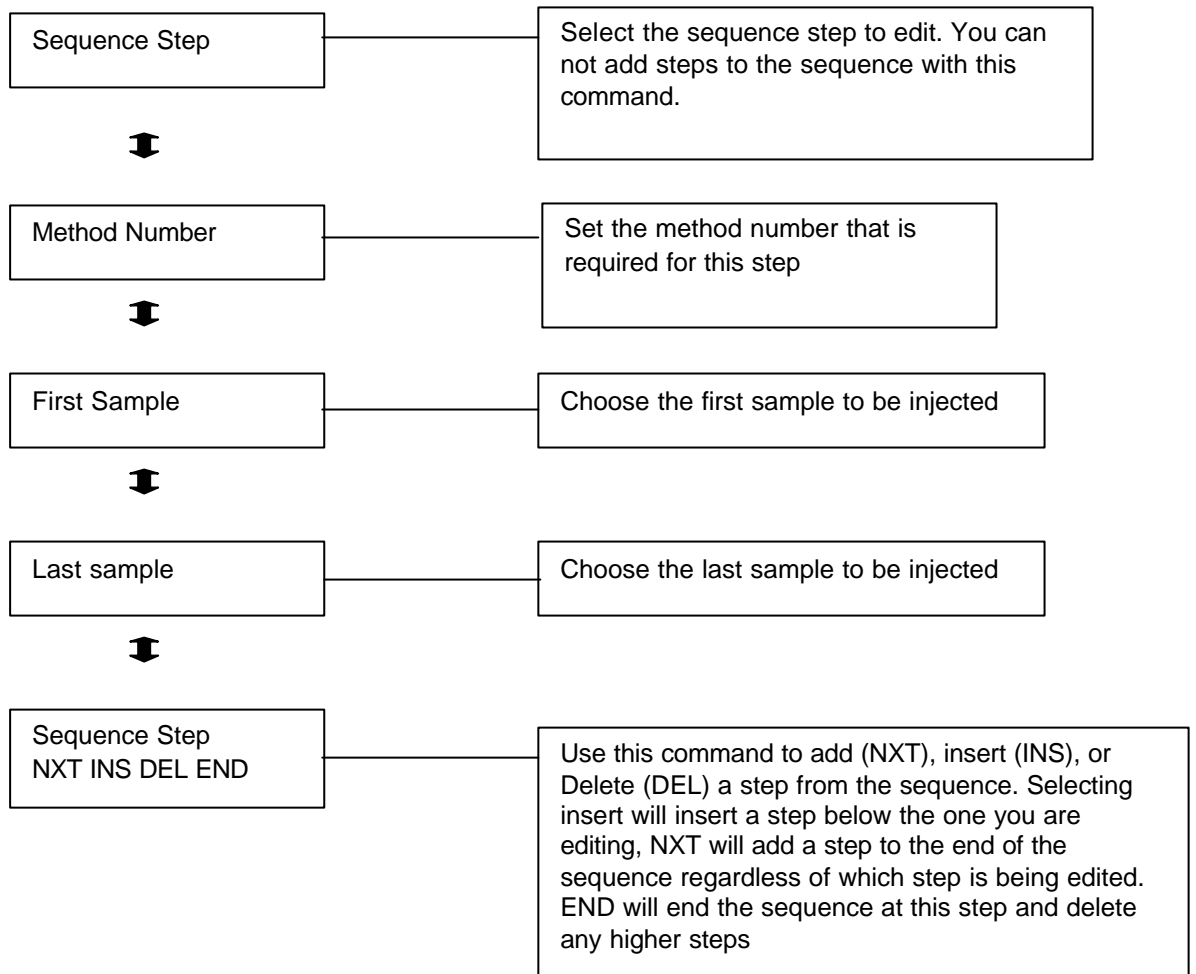 Sequence Step
Select the sequence step to edit. You can
not add steps to the sequence with this
command.
Method Number
Set the method number that is
required for this step
First Sample
Choose the first sample to be injected
Last sample
Choose the last sample to be injected
Sequence Step
NXT INS DEL END
Use this command to add (NXT), insert (INS), or
Delete (DEL) a step from the sequence. Selecting
insert will insert a step below the one you are
editing, NXT will add a step to the end of the
sequence regardless of which step is being edited.
END will end the sequence at this step and delete
any higher steps